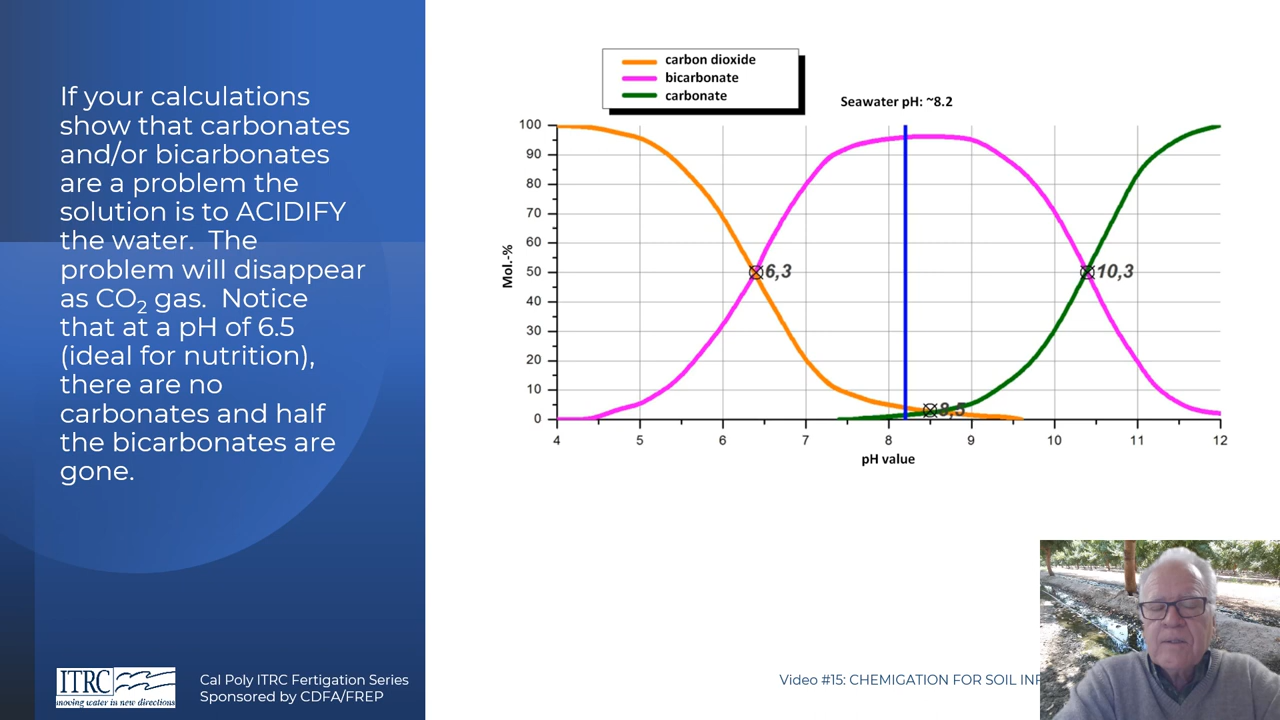 If your calculations
show that carbonates
and/or bicarbonates
are a problem the
solution is to ACIDIFY
the water.  The
problem will disappear
as CO₂ gas.  Notice
that at a pH of 6.5
(ideal for nutrition),
there are no
carbonates and half
the bicarbonates are
gone.
carbon dioxide
bicarbonate
carbonate
Seawater pH: ~8.2
Mol.-%
100
90
80
70
60
50
40
30
20
10
0
6,3
10,3
8,5
4 5 6 7 8 9 10 11 12
pH value
ITRC
moving water in new directions
Cal Poly ITRC Fertigation Series
Sponsored by CDFA/FREP
Video #15: CHEMIGATION FOR SOIL